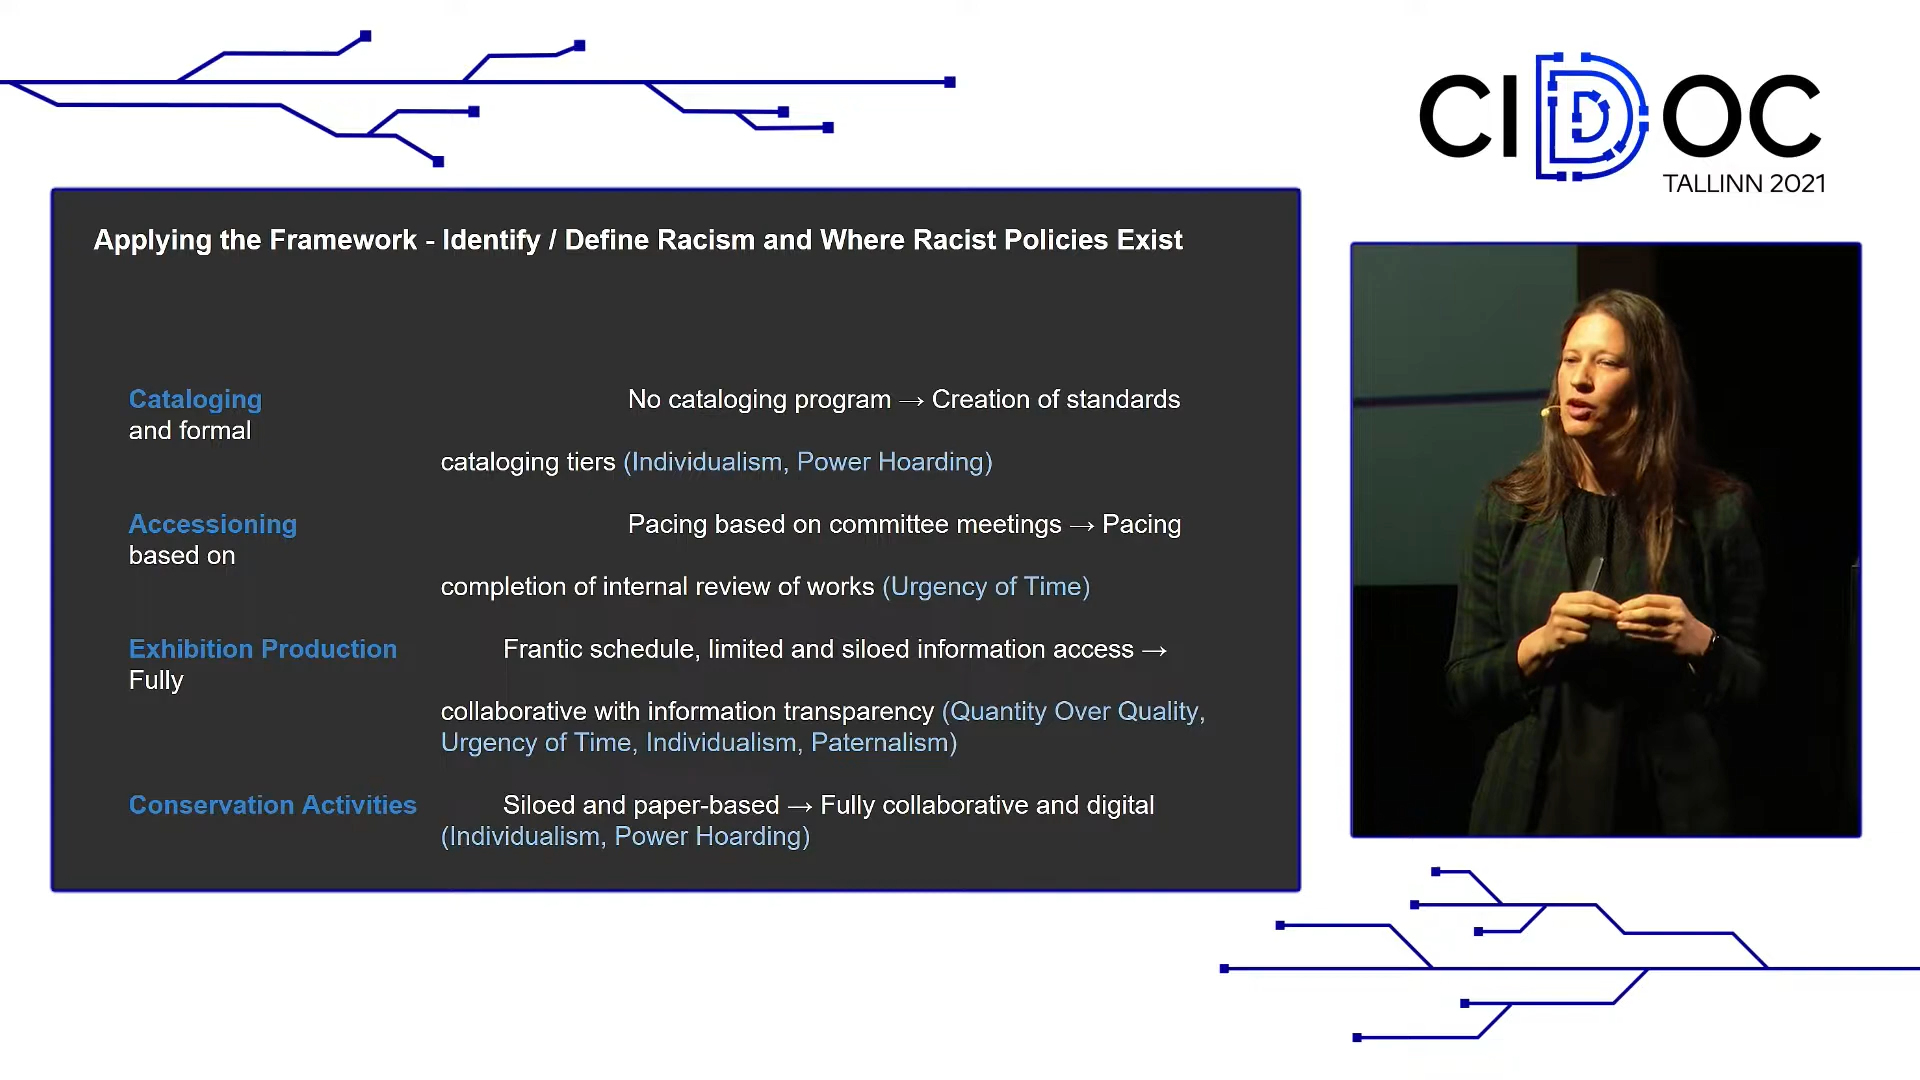 CIDOC
TALLINN 2021
Applying the Framework - Identify / Define Racism and Where Racist Policies Exist
Cataloging No cataloging program → Creation of standards
and formal
cataloging tiers (Individualism, Power Hoarding)
Accessioning Pacing based on committee meetings → Pacing
based on
completion of internal review of works (Urgency of Time)
Exhibition Production Frantic schedule, limited and siloed information access →
Fully
collaborative with information transparency (Quantity Over Quality,
Urgency of Time, Individualism, Paternalism)
Conservation Activities Siloed and paper-based → Fully collaborative and digital
(Individualism, Power Hoarding)